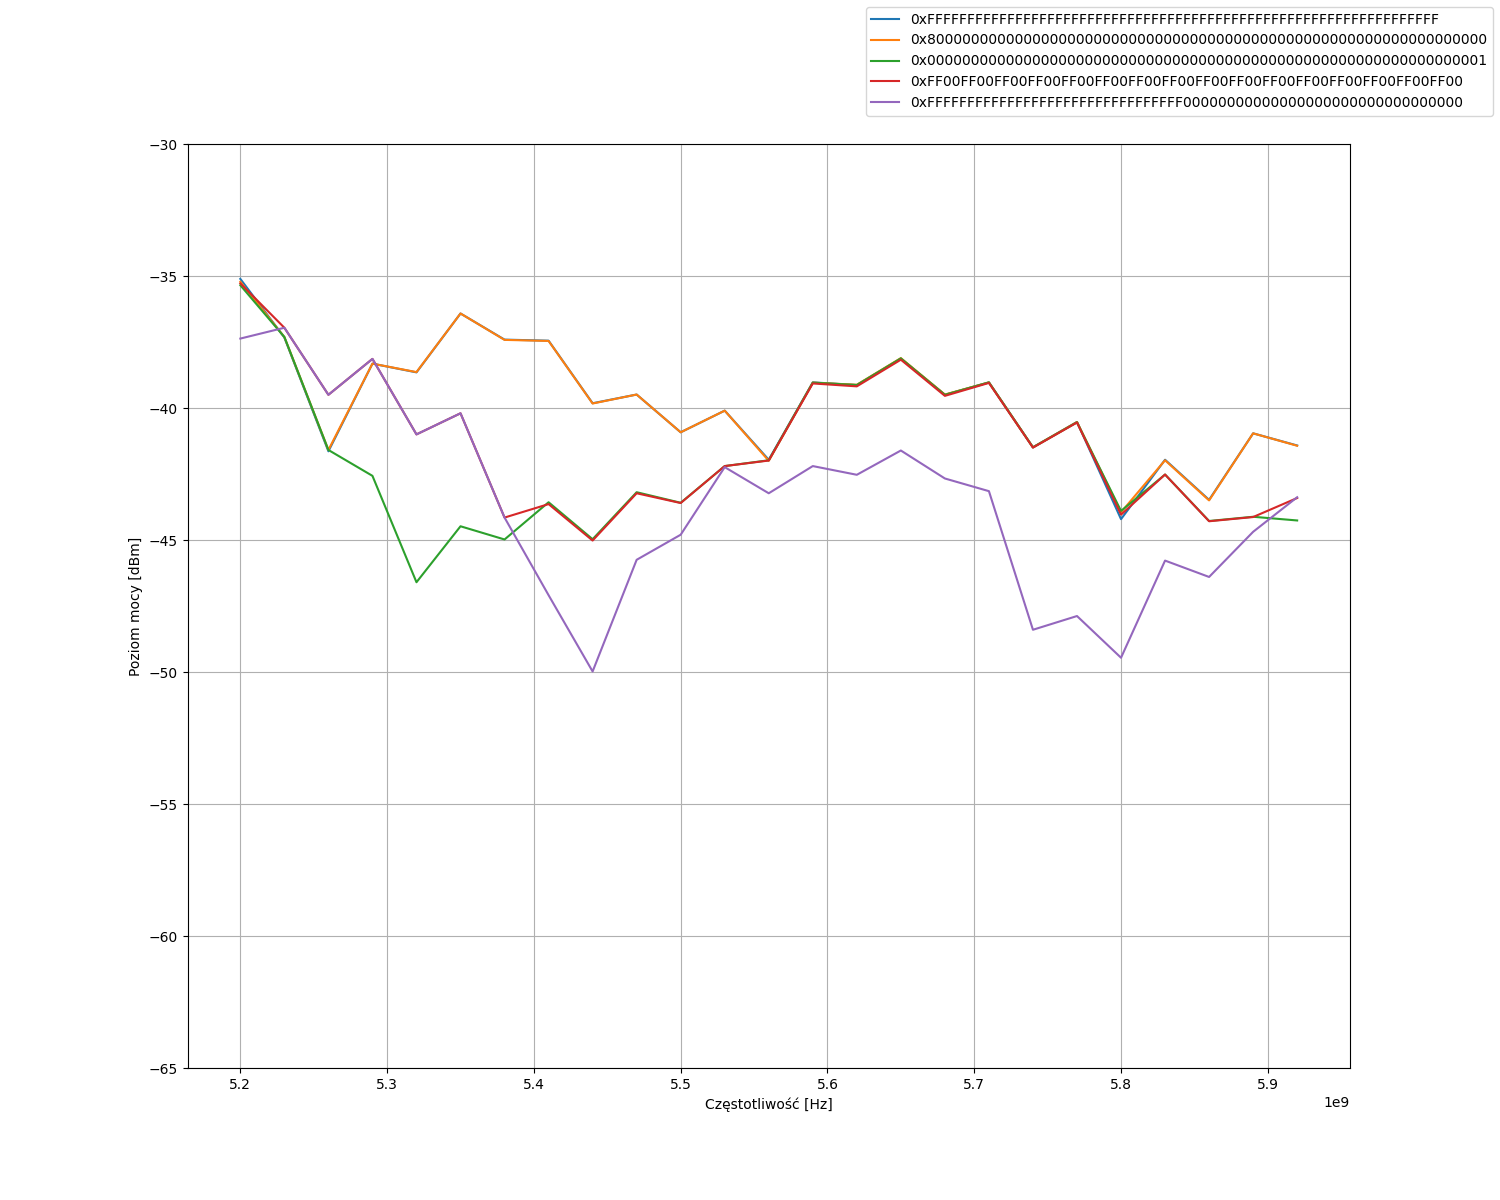 0xFFFFFFFFFFFFFFFFFFFFFFFFFFFFFFFFFFFFFFFFFFFFFFFFFFFFFFFFFFFFFFFF
0x8000000000000000000000000000000000000000000000000000000000000000
0x0000000000000000000000000000000000000000000000000000000000000001
0xFF00FF00FF00FF00FF00FF00FF00FF00FF00FF00FF00FF00FF00FF00FF00FF00
0xFFFFFFFFFFFFFFFFFFFFFFFFFFFFFFFF00000000000000000000000000000000
−30
−35
−40
−45
−50
−55
−60
−65
Poziom mocy [dBm]
5.2 5.3 5.4 5.5 5.6 5.7 5.8 5.9
1e9
Częstotliwość [Hz]